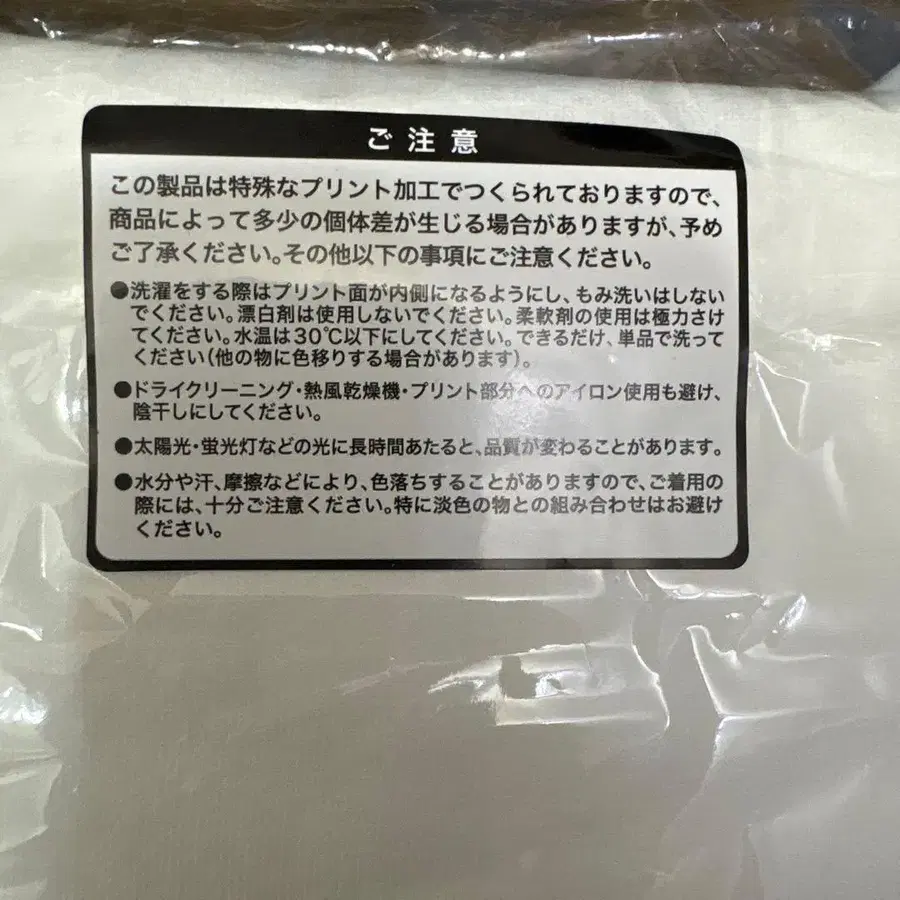 ご注意
この製品は特殊なプリント加工でつくられておりますので、
商品によって多少の個体差が生じる場合がありますが、予め
ご了承ください。その他以下の事項にご注意ください。
●洗濯をする際はプリント面が内側になるようにし、もみ洗いはしない
でください。漂白剤は使用しないでください。柔軟剤の使用は極力さけ
てください。水温は30℃以下にしてください。できるだけ、単品で洗って
ください(他の物に色移りする場合があります)。
●ドライクリーニング・熱風乾燥機・プリント部分へのアイロン使用も避け、
陰干しにしてください。
●太陽光・蛍光灯などの光に長時間あたると、品質が変わることがあります。
●水分や汗、摩擦などにより、色落ちすることがありますので、ご着用の
際には、十分ご注意ください。特に淡色の物との組み合わせはお避け
ください。